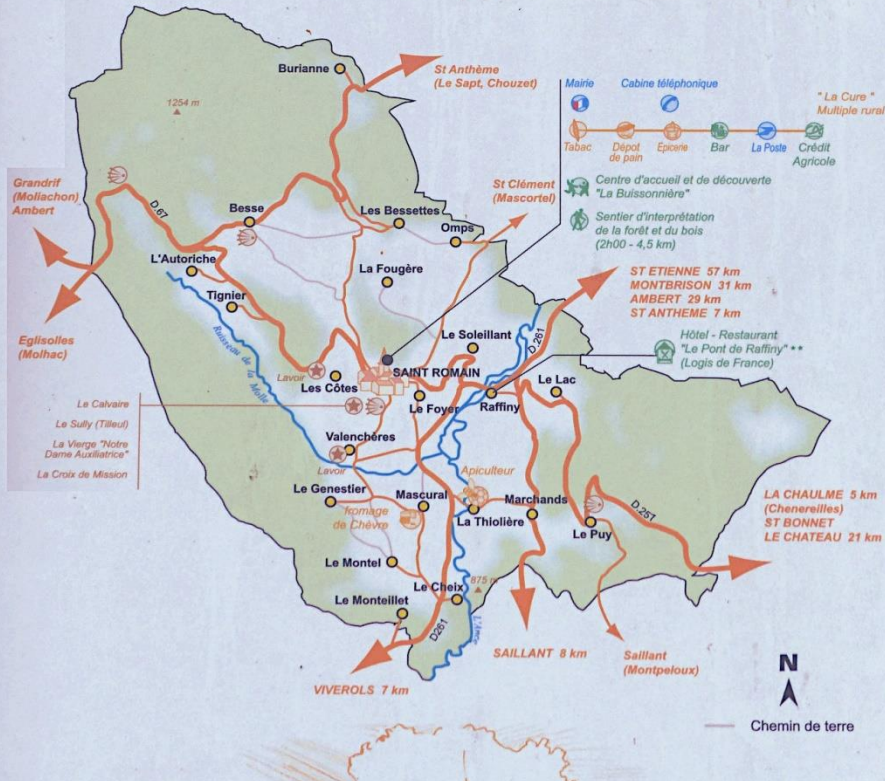 Burianne
St Anthème
(Le Sapt, Chouzet)
1254 m
Mairie
Cabine téléphonique
" La Cure "
Multiple rural
Tabac
Dépot
de pain
Epicerie
Bar
La Poste
Crédit
Agricole
Centre d'accueil et de découverte
"La Buissonnière"
Sentier d'interprétation
de la forêt et du bois
(2h00 - 4,5 km)
Grandrif
(Moliachon)
Ambert
D.67
Besse
Les Bessettes
St Clément
(Mascortel)
Omps
L'Autoriche
La Fougère
Tignier
ST ETIENNE 57 km
MONTBRISON 31 km
AMBERT 29 km
ST ANTHEME 7 km
Eglisolles
(Molhac)
Ruisseau de la Molle
Le Soleillant
D.261
Hôtel - Restaurant
"Le Pont de Raffiny" **
(Logis de France)
Lavoir
Les Côtes
SAINT ROMAIN
Le Foyer
Raffiny
Le Lac
Le Calvaire
Le Sully (Tilleul)
La Vierge "Notre
Dame Auxiliatrice"
La Croix de Mission
Valenchères
Lavoir
Apiculteur
Le Genestier
Mascural
fromage
de Chèvre
La Thiolière
Marchands
Le Puy
D.251
LA CHAULME 5 km
(Chenereilles)
ST BONNET
LE CHATEAU 21 km
Le Montel
875 m
Le Monteillet
Le Cheix
D261
L'Ance
VIVEROLS 7 km
SAILLANT 8 km
Saillant
(Montpeloux)
N
Chemin de terre